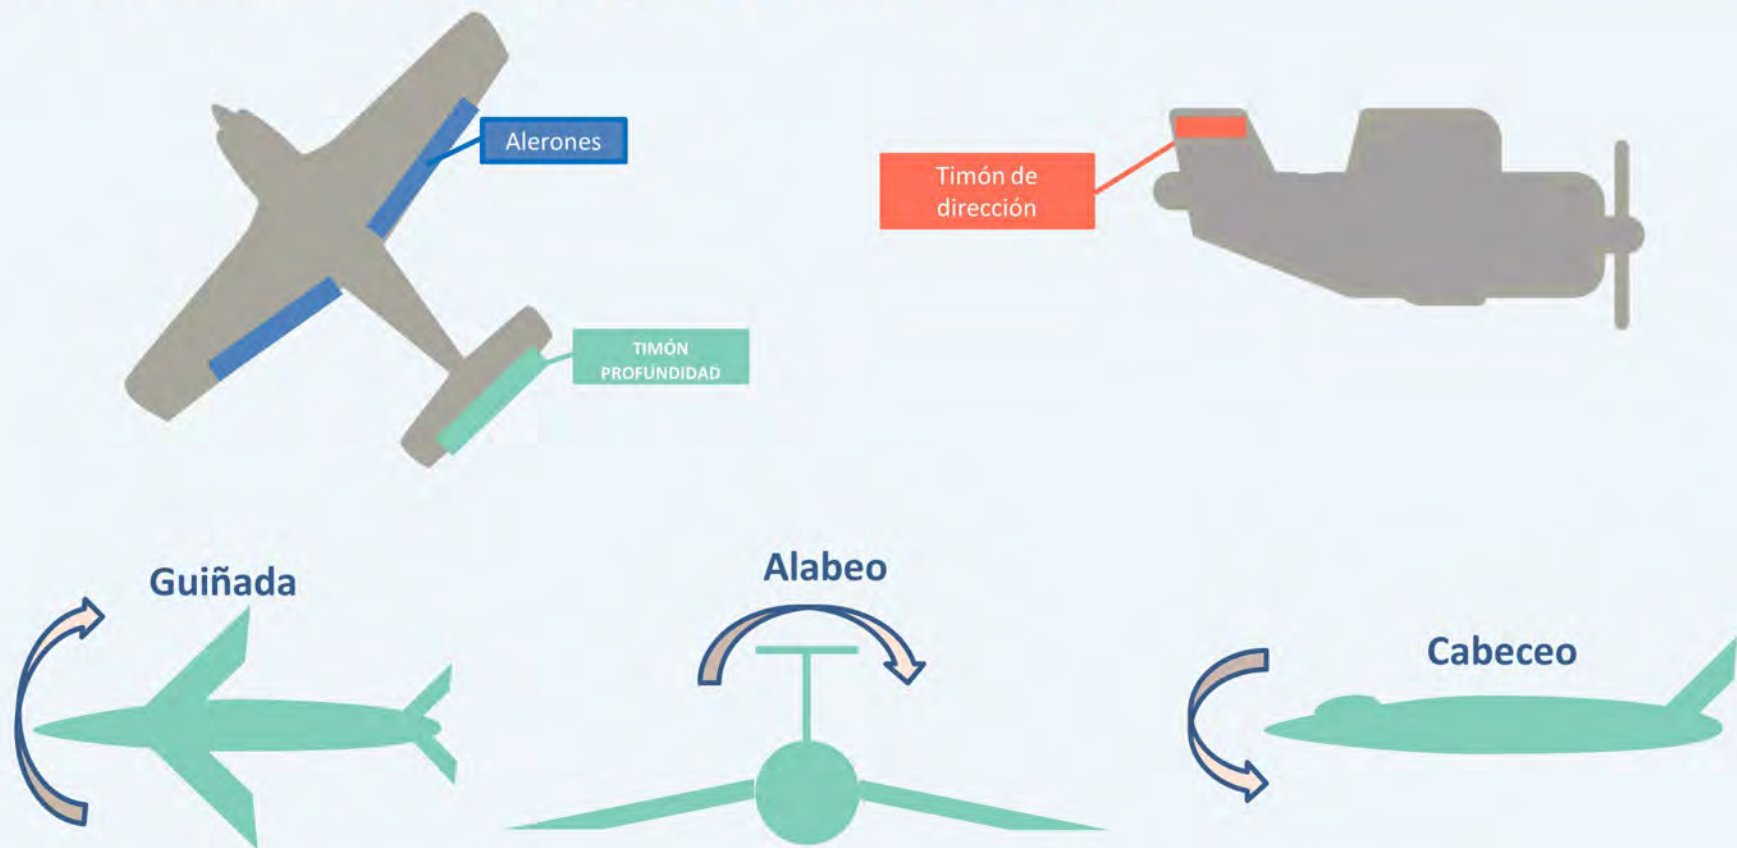 Alerones
Timón de
dirección
TIMÓN
PROFUNDIDAD
Guiñada
Alabeo
Cabeceo